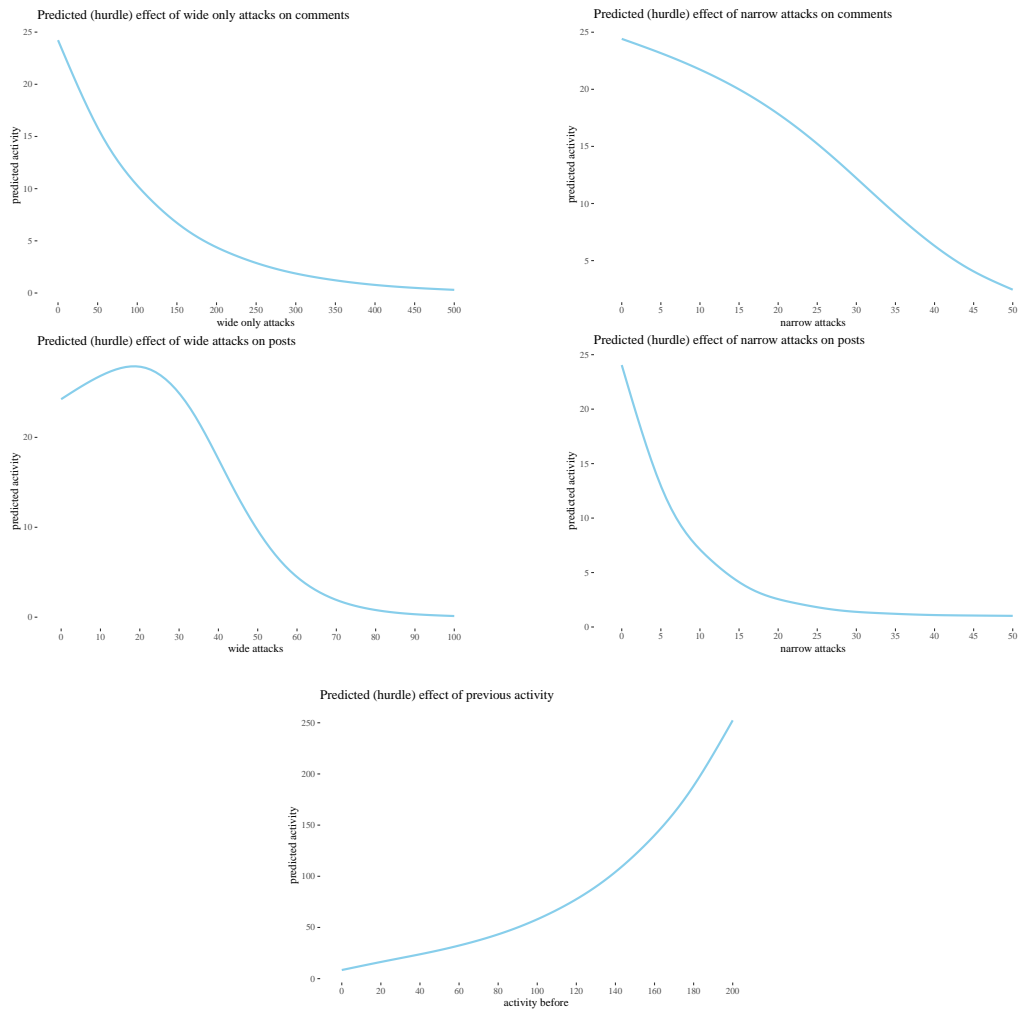 Predicted (hurdle) effect of wide only attacks on comments
25
20
15
10
5
0
predicted activity
0 50 100 150 200 250 300 350 400 450 500
wide only attacks
Predicted (hurdle) effect of narrow attacks on comments
25
20
15
10
5
predicted activity
0 5 10 15 20 25 30 35 40 45 50
narrow attacks
Predicted (hurdle) effect of wide attacks on posts
20
10
0
predicted activity
0 10 20 30 40 50 60 70 80 90 100
wide attacks
Predicted (hurdle) effect of narrow attacks on posts
25
20
15
10
5
0
predicted activity
0 5 10 15 20 25 30 35 40 45 50
narrow attacks
Predicted (hurdle) effect of previous activity
250
200
150
100
50
0
predicted activity
0 20 40 60 80 100 120 140 160 180 200
activity before